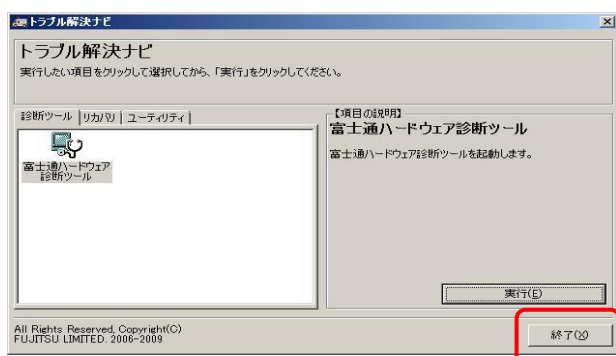 トラブル解決ナビ
トラブル解決ナビ
実行したい項目をクリックして選択してから、「実行」をクリックしてください。
診断ツール
リカバリ
ユーティリティ
富士通ハードウェア
診断ツール
【項目の説明】
富士通ハードウェア診断ツール
富士通ハードウェア診断ツールを起動します。
実行(E)
All Rights Reserved, Copyright(C)
FUJITSU LIMITED. 2006-2009
終了(X)